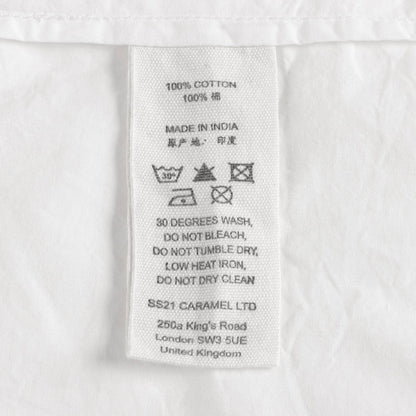 100% COTTON
100% 棉
MADE IN INDIA
原产地: 印度
30°
30 DEGREES WASH,
DO NOT BLEACH,
DO NOT TUMBLE DRY,
LOW HEAT IRON,
DO NOT DRY CLEAN
SS21 CARAMEL LTD
250a King's Road
London SW3 5UE
United Kingdom